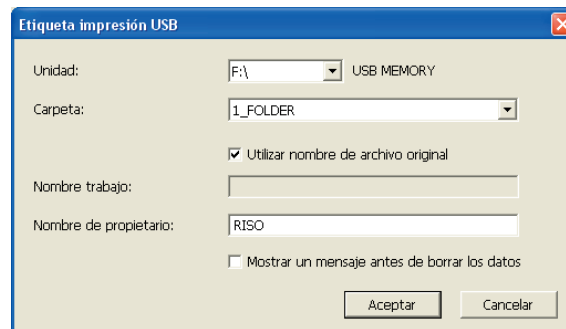 Etiqueta impresión USB
Unidad: F:\ USB MEMORY
Carpeta: 1_FOLDER
Utilizar nombre de archivo original
Nombre trabajo:
Nombre de propietario: RISO
Mostrar un mensaje antes de borrar los datos
Aceptar Cancelar